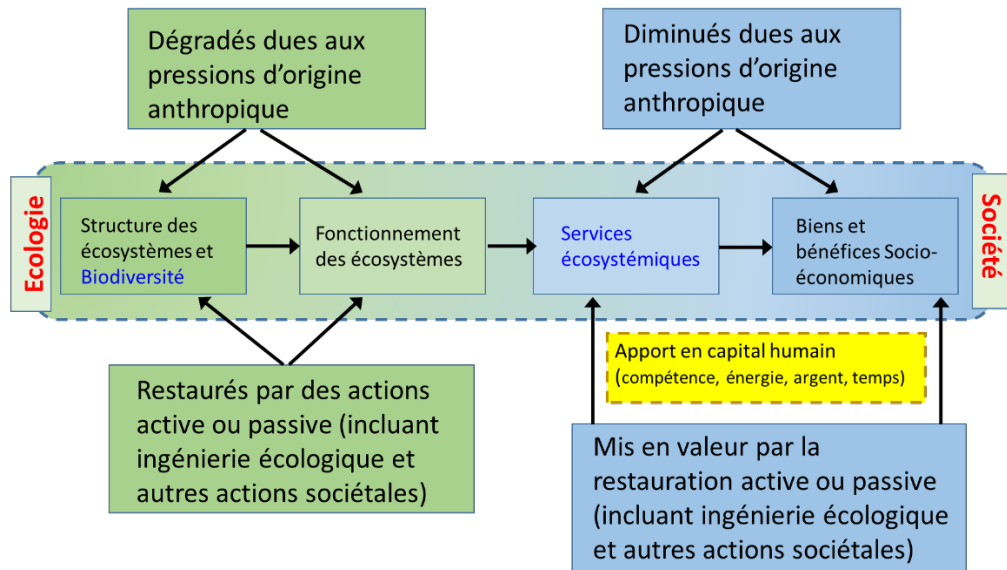 Dégradés dues aux
pressions d'origine
anthropique
Diminués dues aux
pressions d'origine
anthropique
Ecologie
Structure des
écosystèmes et
Biodiversité
Fonctionnement
des écosystèmes
Services
écosystémiques
Biens et
bénéfices Socio-
économiques
Société
Apport en capital humain
(compétence, énergie, argent, temps)
Restaurés par des actions
active ou passive (incluant
ingénierie écologique et
autres actions sociétales)
Mis en valeur par la
restauration active ou passive
(incluant ingénierie écologique
et autres actions sociétales)